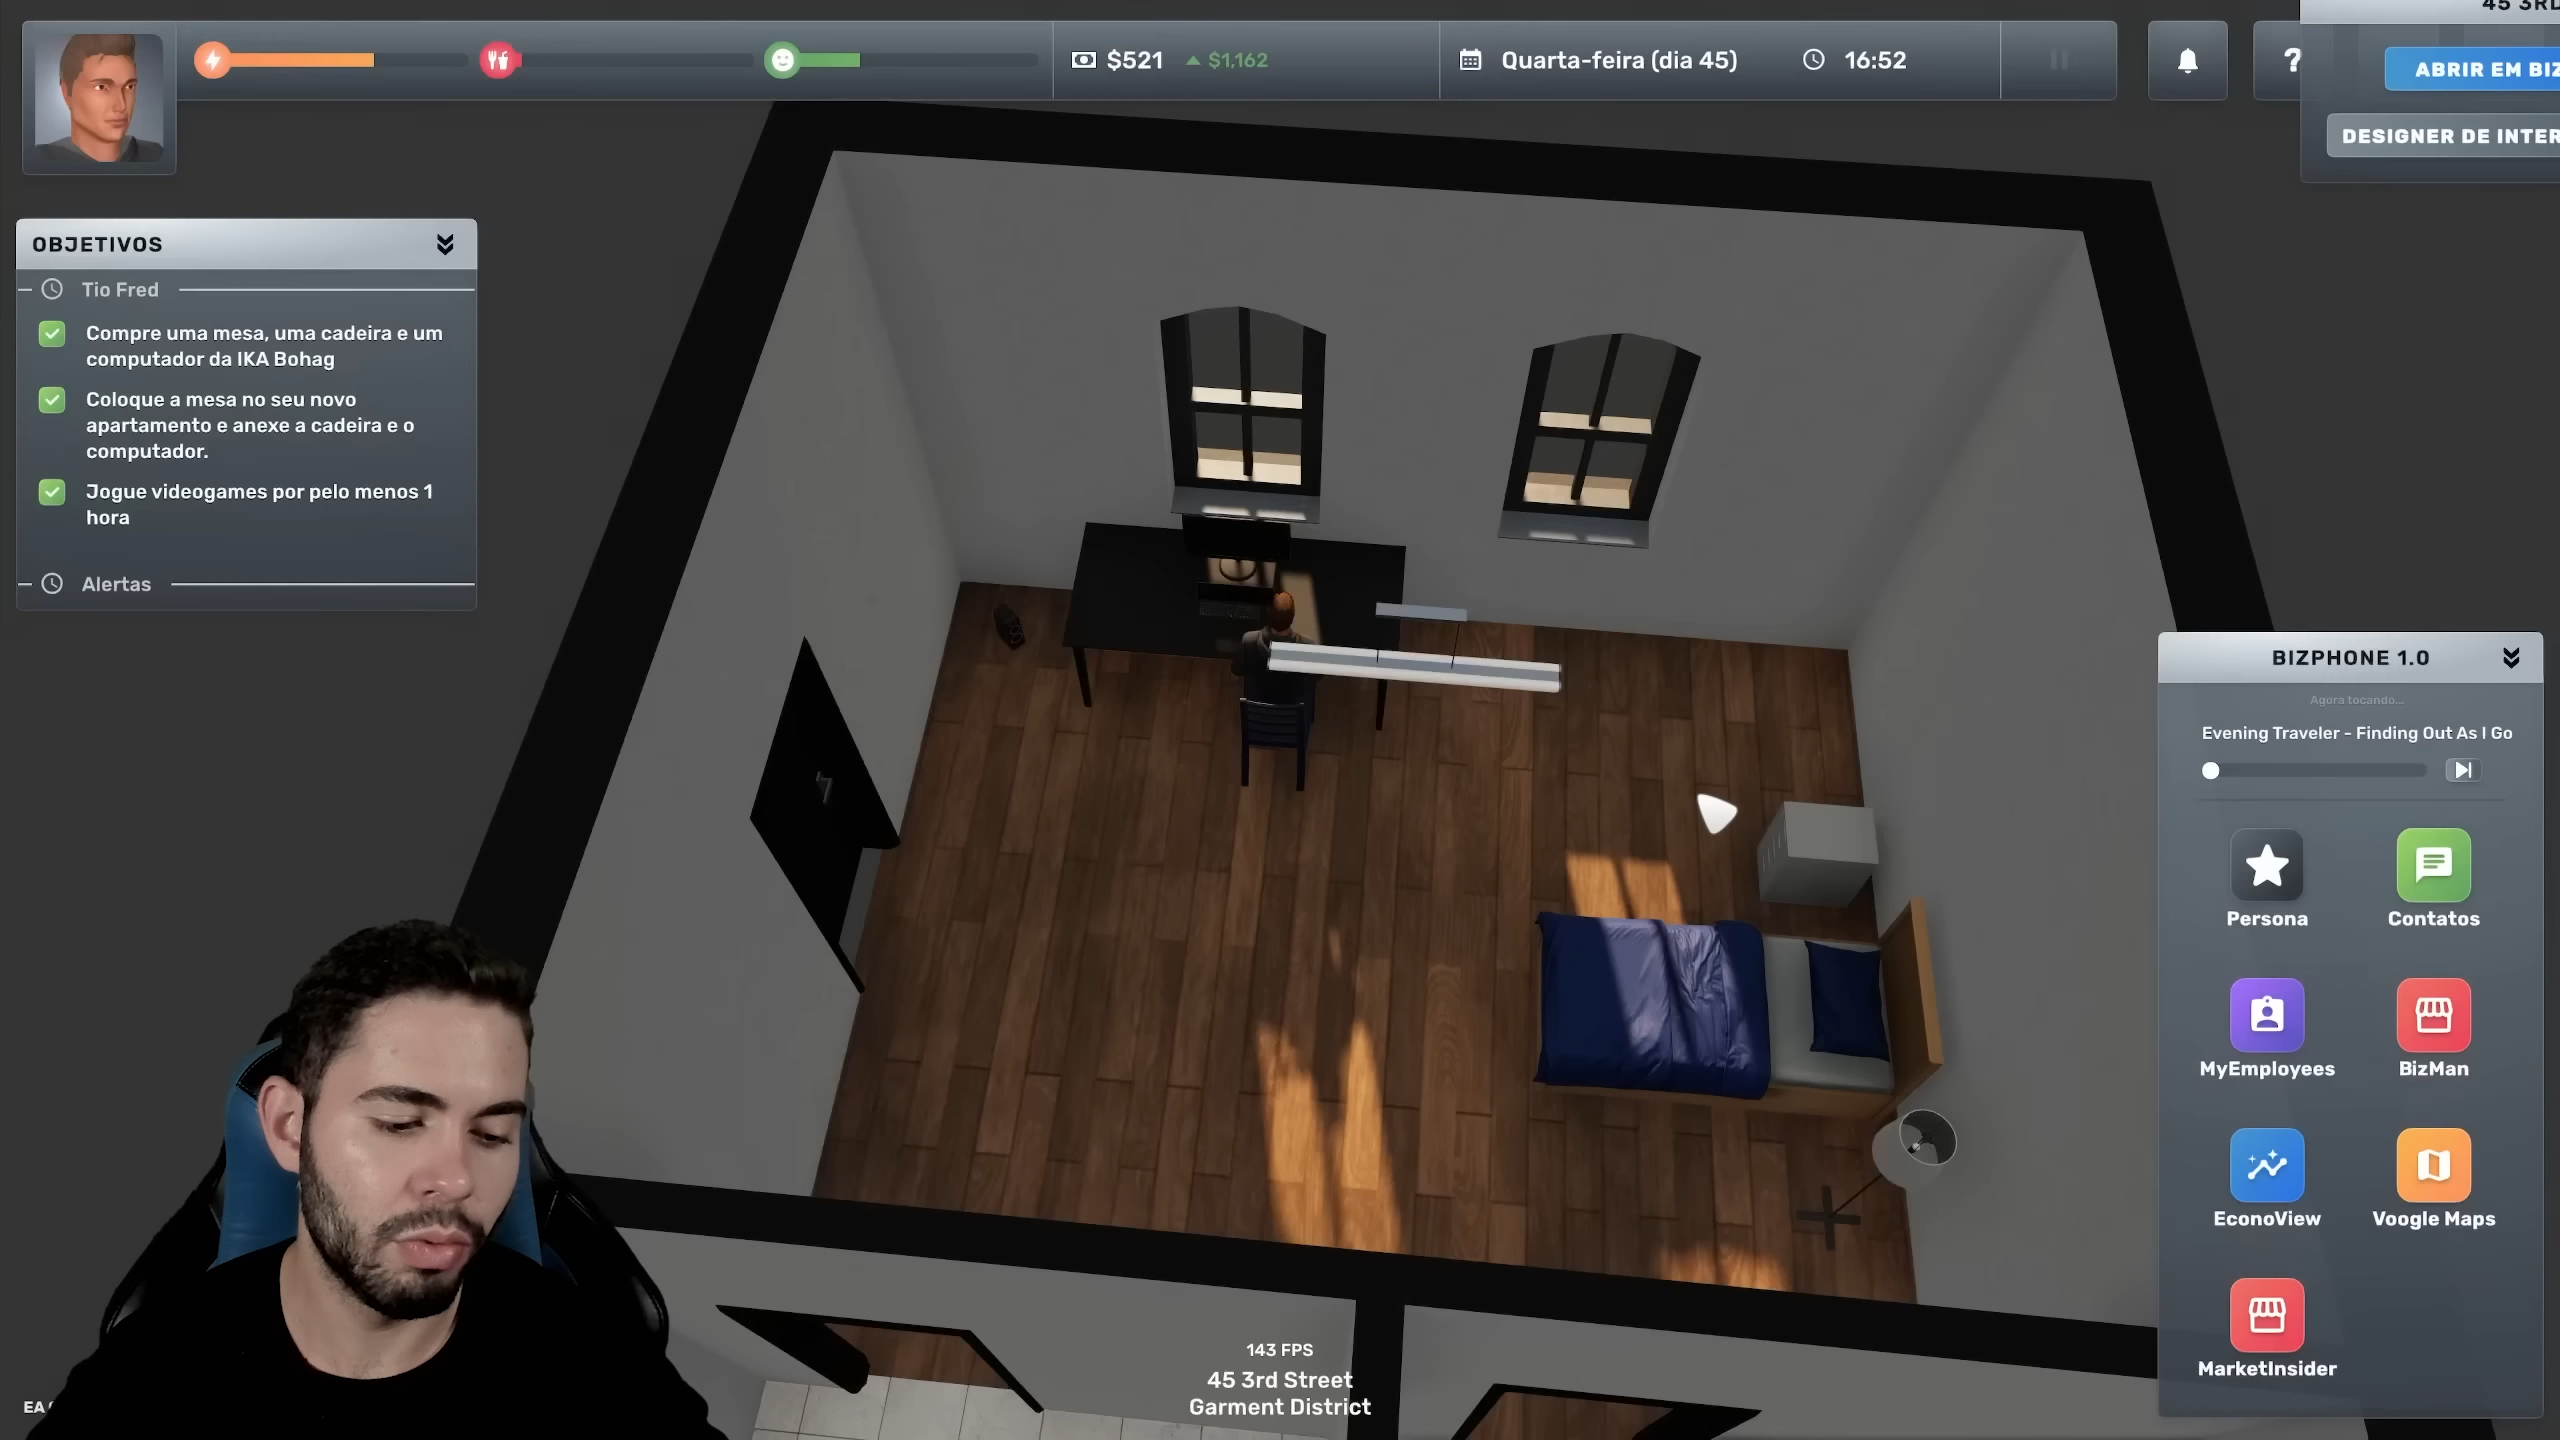 $521
$1,162
Quarta-feira (dia 45)
16:52
?
45 3RD
ABRIR EM BIZ
DESIGNER DE INTER
OBJETIVOS
Tio Fred
Compre uma mesa, uma cadeira e um
computador da IKA Bohag
Coloque a mesa no seu novo
apartamento e anexe a cadeira e o
computador.
Jogue videogames por pelo menos 1
hora
Alertas
BIZPHONE 1.0
Agora tocando...
Evening Traveler - Finding Out As I Go
Persona
Contatos
MyEmployees
BizMan
EconoView
Voogle Maps
MarketInsider
143 FPS
45 3rd Street
Garment District
EA